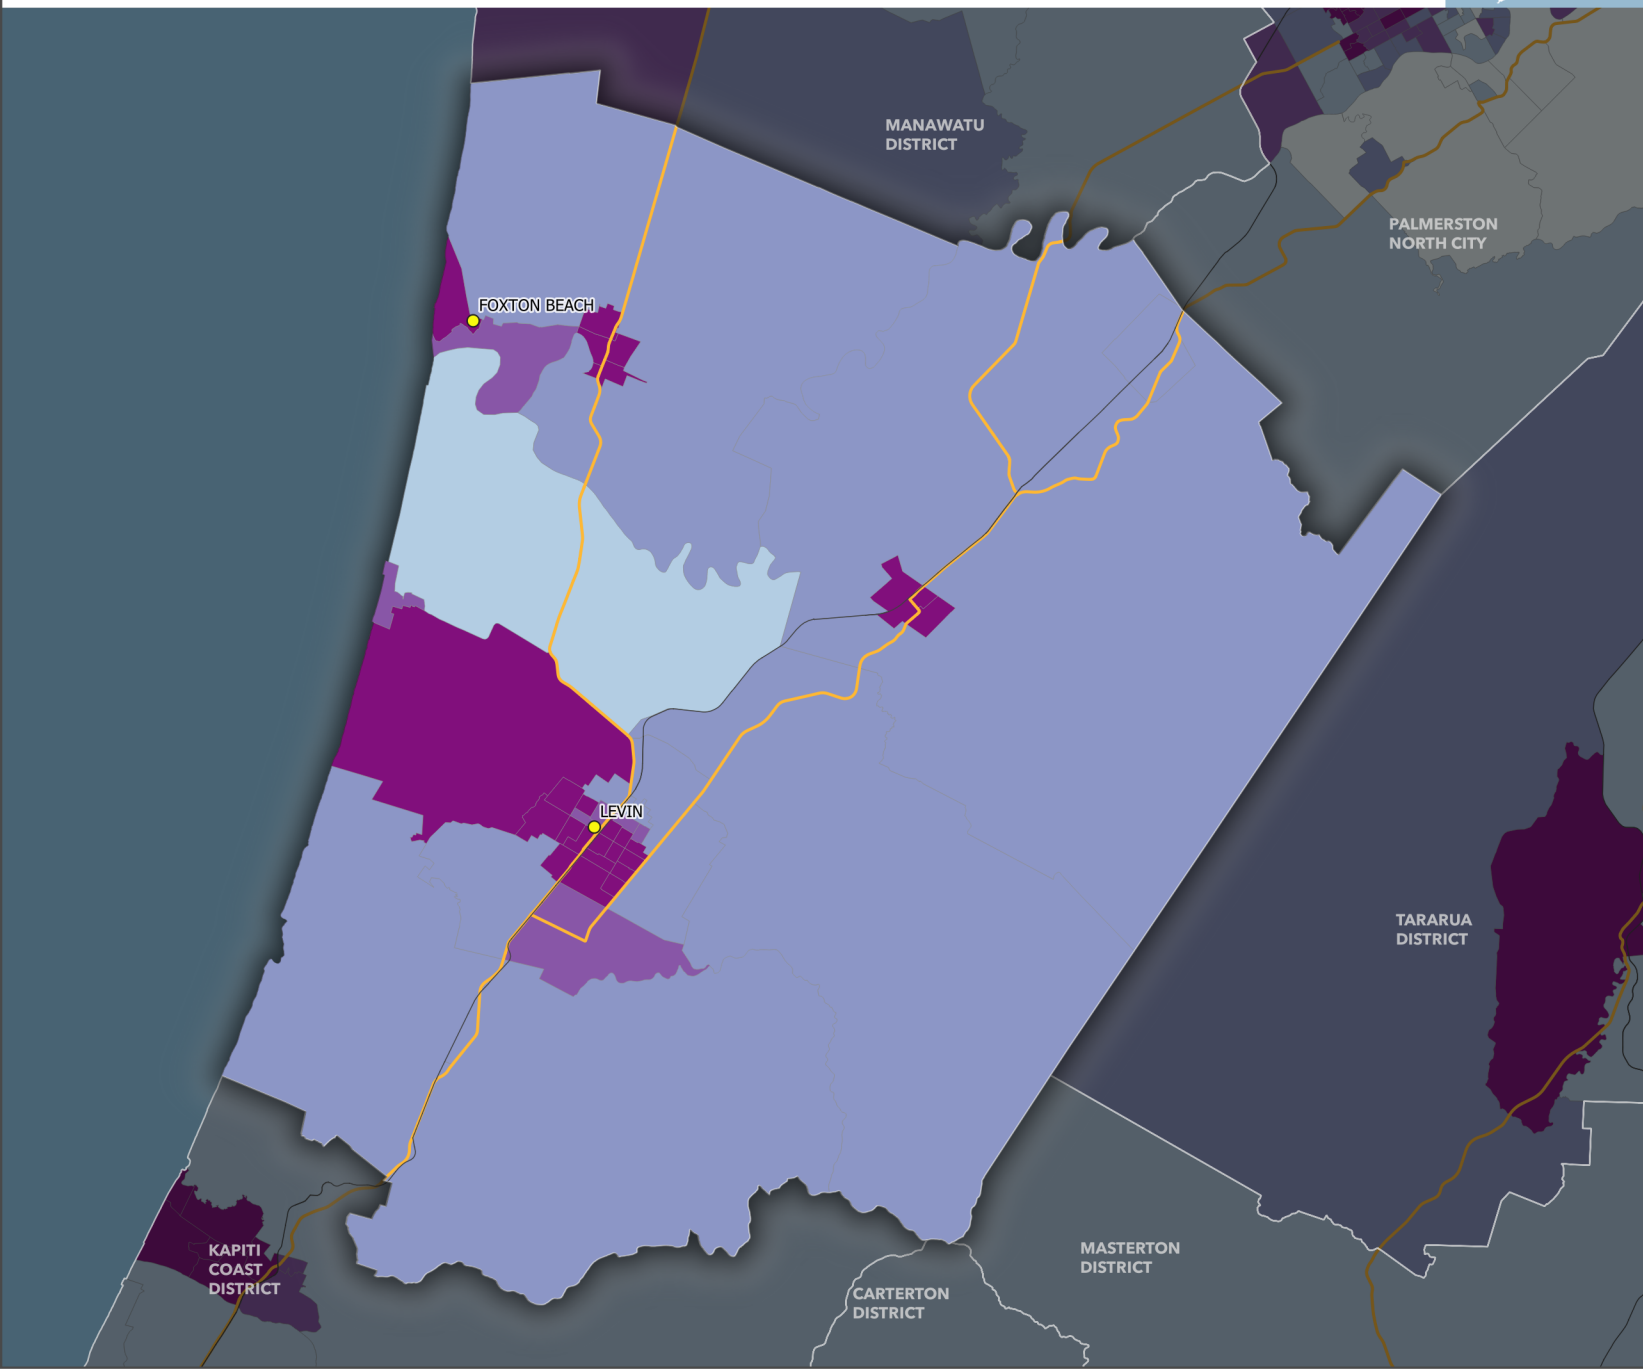 MANAWATU
DISTRICT
PALMERSTON
NORTH CITY
FOXTON BEACH
LEVIN
TARARUA
DISTRICT
KAPITI
COAST
DISTRICT
MASTERTON
DISTRICT
CARTERTON
DISTRICT